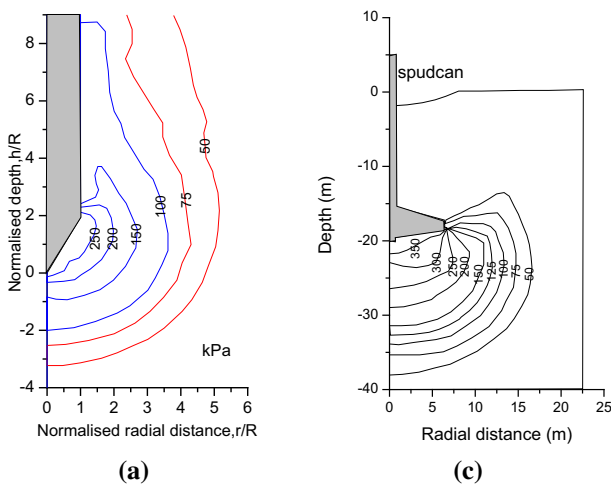 8
6
4
2
0
-2
-4
Normalised depth,h/R
250
200
150
100
75
50
kPa
0 1 2 3 4 5 6
Normalised radial distance,r/R
(a)
spudcan
10
0
-10
-20
-30
-40
Depth (m)
350
300
250
200
150
125
100
75
50
0 5 10 15 20 25
Radial distance (m)
(c)